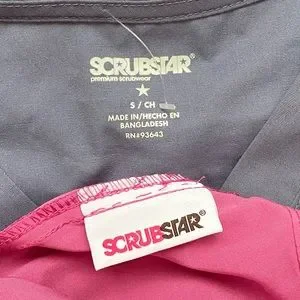 SCRUBSTAR®
premium scrubwear
★
S / CH
MADE IN/HECHO EN
BANGLADESH
RN#93643
SCRUBSTAR®